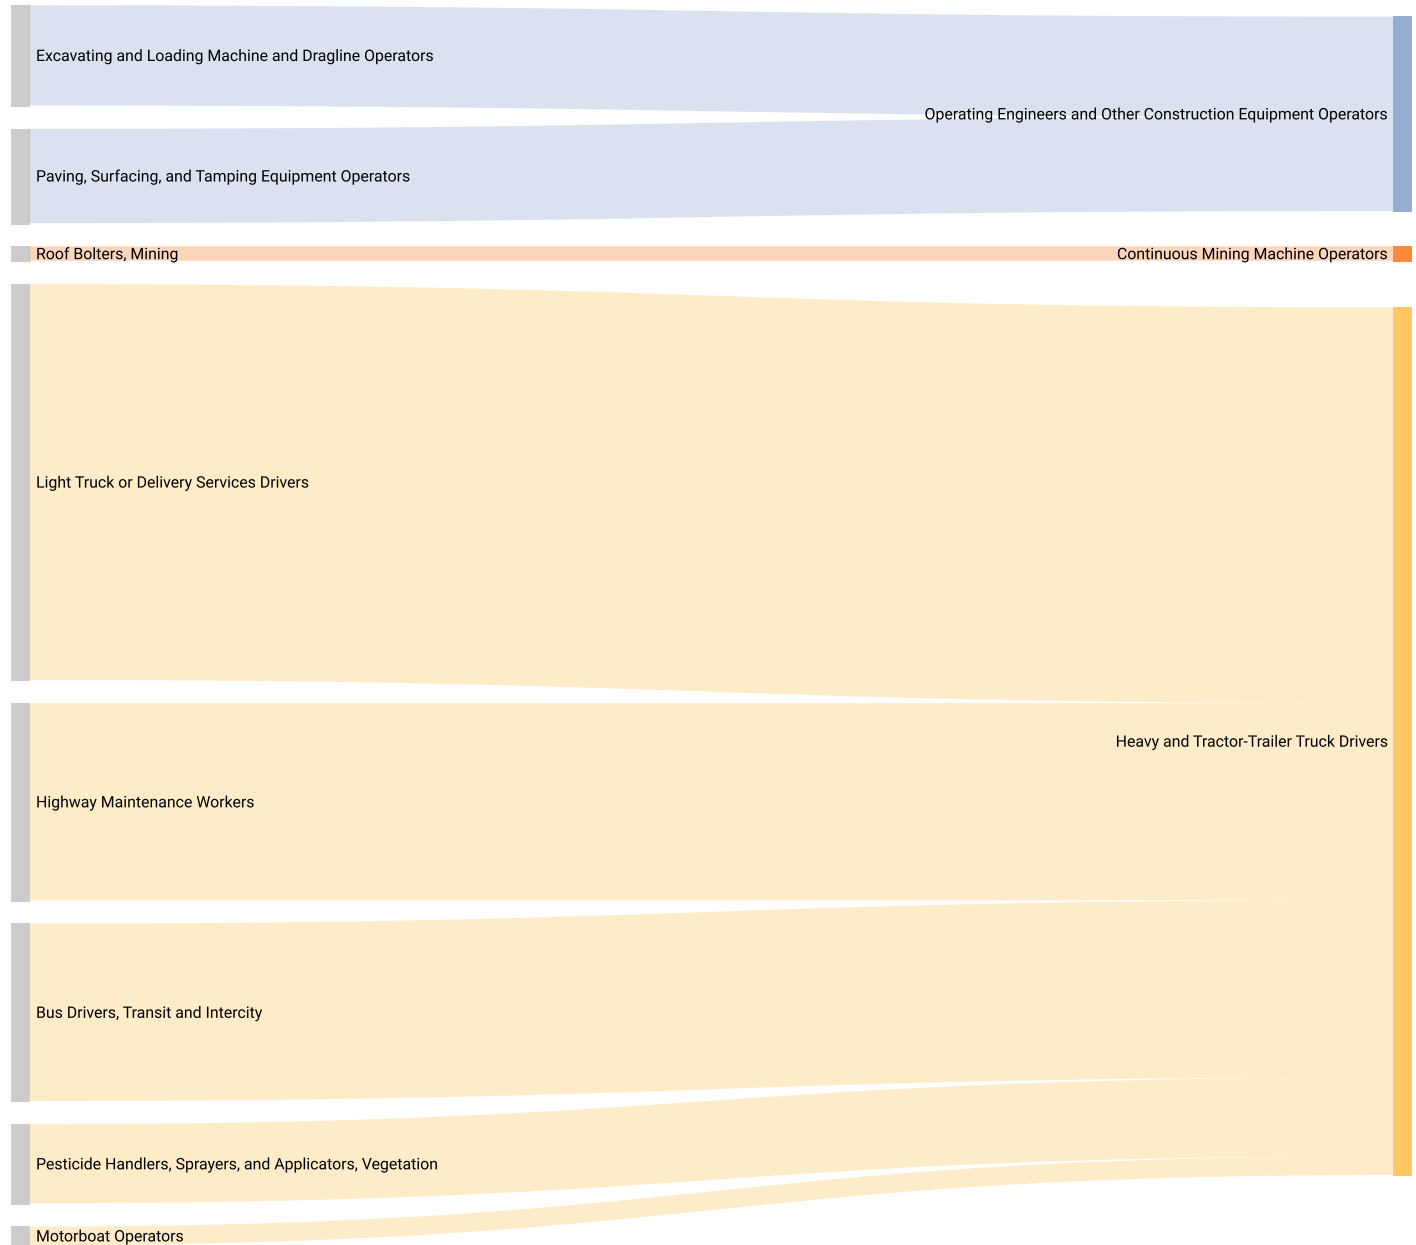 Excavating and Loading Machine and Dragline Operators
Operating Engineers and Other Construction Equipment Operators
Paving, Surfacing, and Tamping Equipment Operators
Roof Bolters, Mining
Continuous Mining Machine Operators
Light Truck or Delivery Services Drivers
Heavy and Tractor-Trailer Truck Drivers
Highway Maintenance Workers
Bus Drivers, Transit and Intercity
Pesticide Handlers, Sprayers, and Applicators, Vegetation
Motorboat Operators